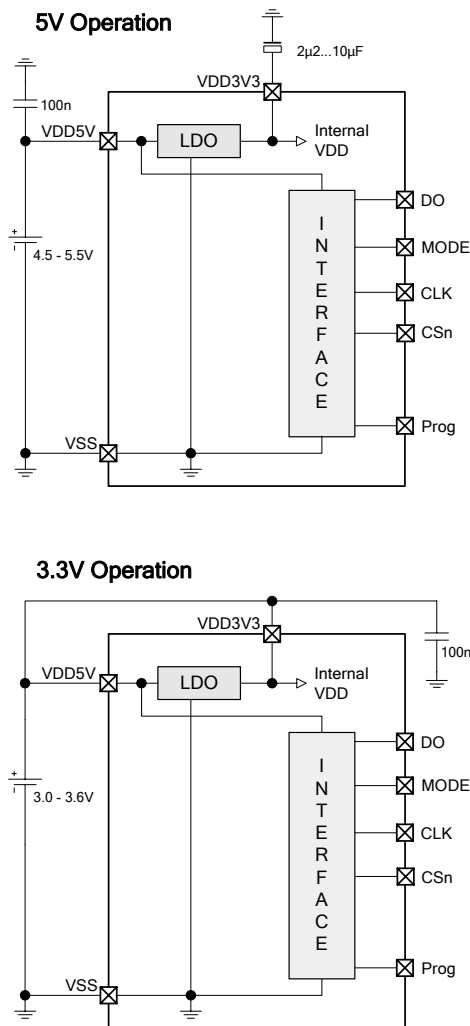 5V Operation
2µ2...10µF
VDD3V3
100n
VDD5V
LDO
Internal
VDD
+
-
4.5 - 5.5V
INTERFACE
DO
MODE
CLK
CSn
Prog
VSS
3.3V Operation
VDD3V3
100n
VDD5V
LDO
Internal
VDD
+
-
3.0 - 3.6V
INTERFACE
DO
MODE
CLK
CSn
Prog
VSS